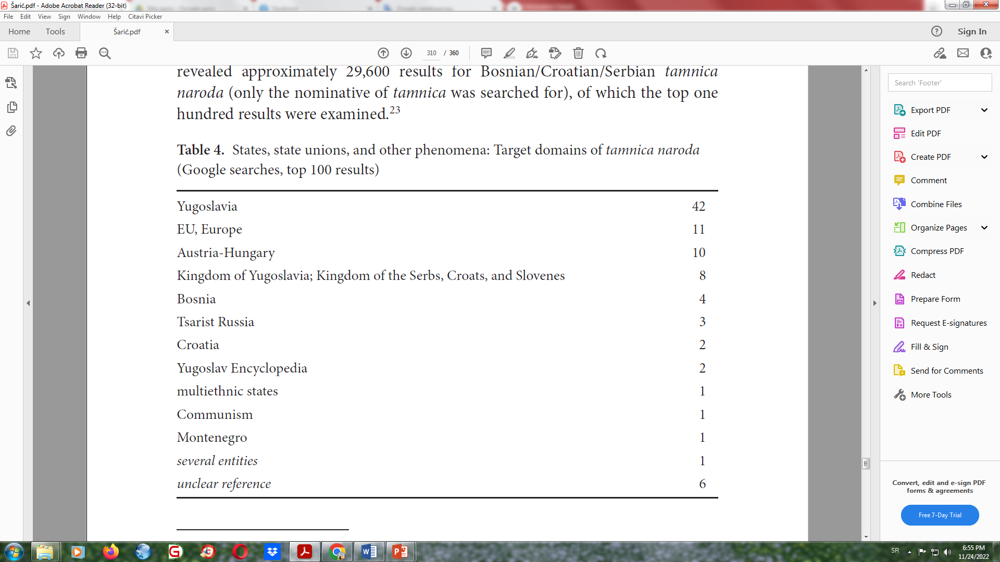 Šarić.pdf - Adobe Acrobat Reader (32-bit)
File Edit View Sign Window Help Citavi Picker
Home Tools Šarić.pdf Sign In
310 / 360
revealed approximately 29,600 results for Bosnian/Croatian/Serbian tamnica
naroda (only the nominative of tamnica was searched for), of which the top one
hundred results were examined.23
Table 4. States, state unions, and other phenomena: Target domains of tamnica naroda
(Google searches, top 100 results)
Yugoslavia 42
EU, Europe 11
Austria-Hungary 10
Kingdom of Yugoslavia; Kingdom of the Serbs, Croats, and Slovenes 8
Bosnia 4
Tsarist Russia 3
Croatia 2
Yugoslav Encyclopedia 2
multiethnic states 1
Communism 1
Montenegro 1
several entities 1
unclear reference 6
Search 'Footer'
Export PDF
Edit PDF
Create PDF
Comment
Combine Files
Organize Pages
Compress PDF
Redact
Prepare Form
Request E-signatures
Fill & Sign
Send for Comments
More Tools
Convert, edit and e-sign PDF
forms & agreements
Free 7-Day Trial
SR
6:55 PM
11/24/2022